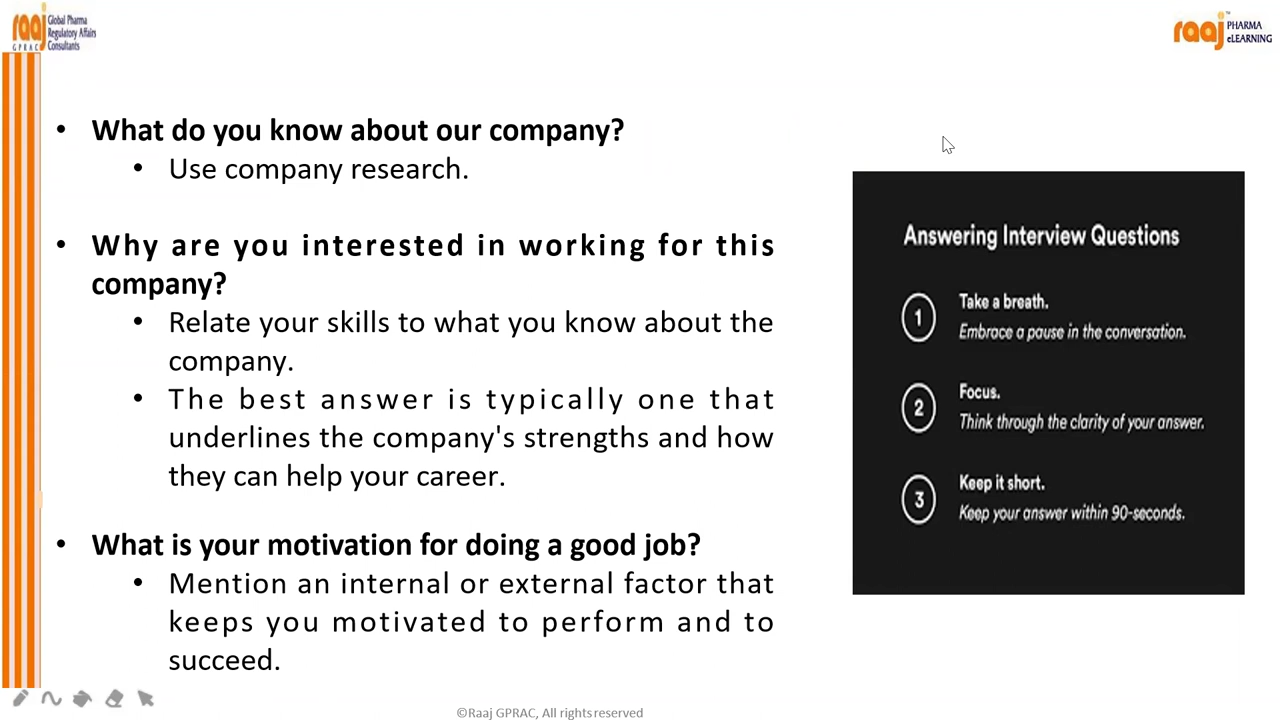 raaj Global Pharma
Regulatory Affairs
GPRAC Consultants
raaj™ PHARMA
eLEARNING
• What do you know about our company?
• Use company research.
• Why are you interested in working for this
company?
• Relate your skills to what you know about the
company.
• The best answer is typically one that
underlines the company's strengths and how
they can help your career.
• What is your motivation for doing a good job?
• Mention an internal or external factor that
keeps you motivated to perform and to
succeed.
Answering Interview Questions
1 Take a breath.
Embrace a pause in the conversation.
2 Focus.
Think through the clarity of your answer.
3 Keep it short.
Keep your answer within 90-seconds.
©Raaj GPRAC, All rights reserved